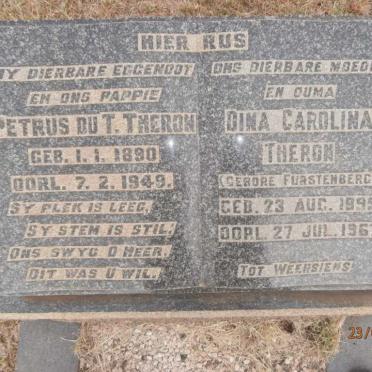 HIER RUS
MY DIERBARE EGGENOOT
EN ONS PAPPIE
PETRUS DU T. THERON
GEB. 1.1.1890
OORL. 7.2.1949.
SY PLEK IS LEEG,
SY STEM IS STIL,
ONS SWYG O HEER,
DIT WAS U WIL.
ONS DIERBARE MOEDER
EN OUMA
DINA CAROLINA
THERON
(GEBORE FURSTENBERG)
GEB. 23 AUG. 1895
OORL. 27 JUL. 196
TOT WEERSIENS
23/